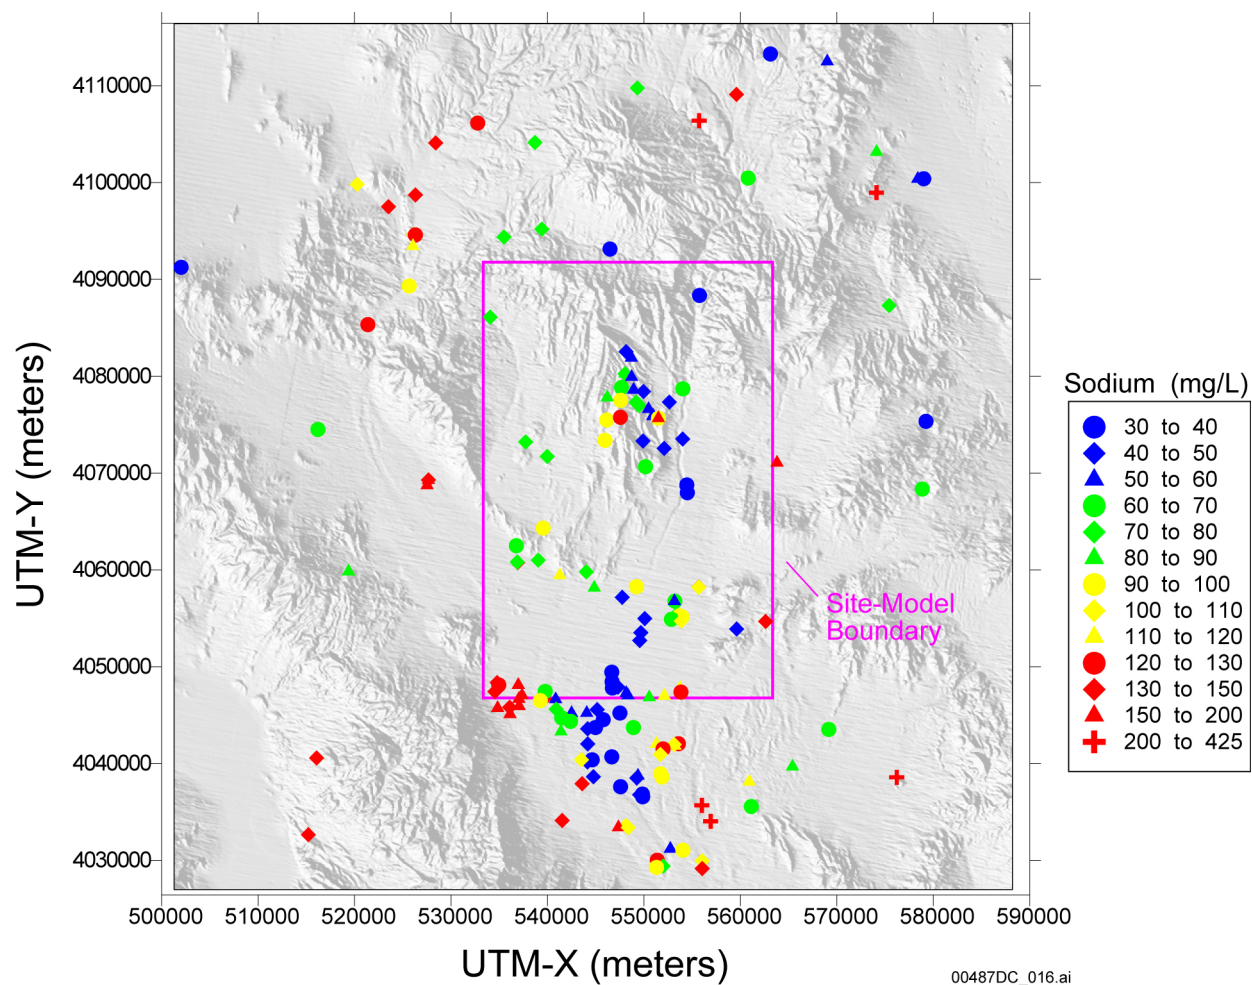 4110000
4100000
4090000
4080000
4070000
4060000
4050000
4040000
4030000
UTM-Y (meters)
500000 510000 520000 530000 540000 550000 560000 570000 580000 590000
UTM-X (meters)
Site-Model
Boundary
Sodium (mg/L)
30 to 40
40 to 50
50 to 60
60 to 70
70 to 80
80 to 90
90 to 100
100 to 110
110 to 120
120 to 130
130 to 150
150 to 200
200 to 425
00487DC_016.ai